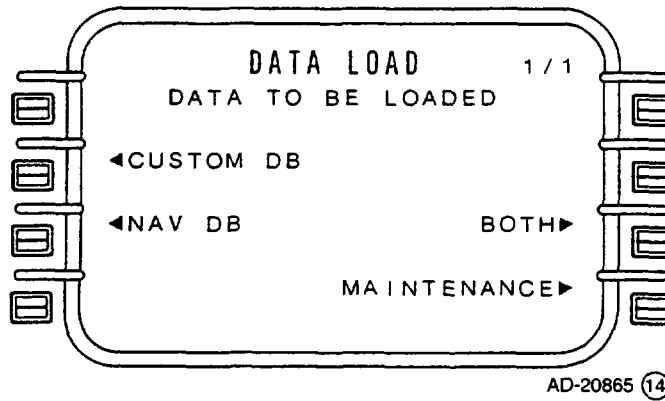 DATA LOAD 1/1
DATA TO BE LOADED
◀CUSTOM DB
◀NAV DB BOTH▶
MAINTENANCE▶
AD-20865 14